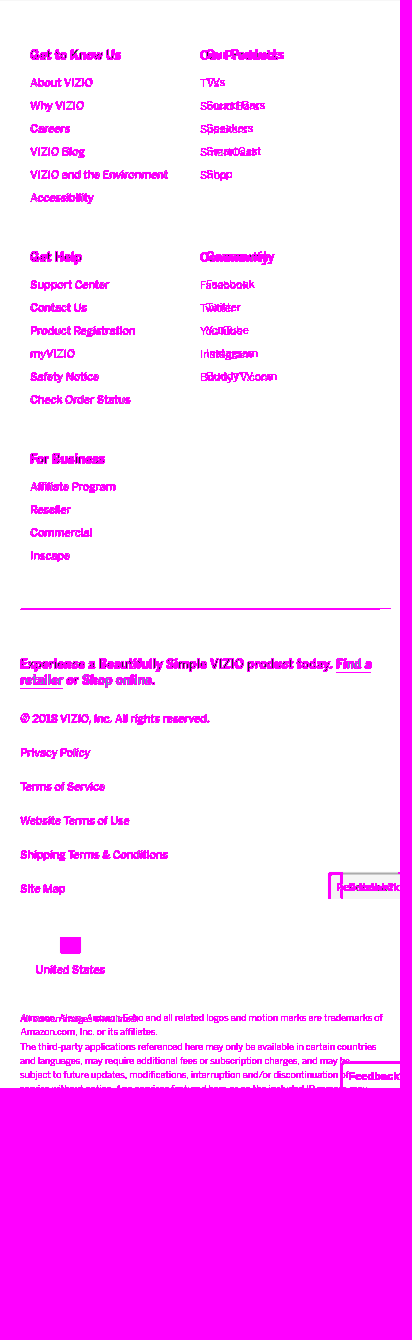 Get to Know Us
About VIZIO
Why VIZIO
Careers
VIZIO Blog
VIZIO and the Environment
Accessibility
Our Products
TVs
Sound Bars
Speakers
SmartCast
Shop
Get Help
Support Center
Contact Us
Product Registration
myVIZIO
Safety Notice
Check Order Status
Community
Facebook
Twitter
YouTube
Instagram
BuddyTV.com
For Business
Affiliate Program
Reseller
Commercial
Inscape
Experience a Beautifully Simple VIZIO product today. Find a
retailer or Shop online.
© 2018 VIZIO, Inc. All rights reserved.
Privacy Policy
Terms of Service
Website Terms of Use
Shipping Terms & Conditions
Site Map
Feedback
United States
Echo and all related logos and motion marks are trademarks of
Amazon.com, Inc. or its affiliates.
The third-party applications referenced here may only be available in certain countries
and languages, may require additional fees or subscription charges, and may be
subject to future updates, modifications, interruption and/or discontinuation of
Feedback